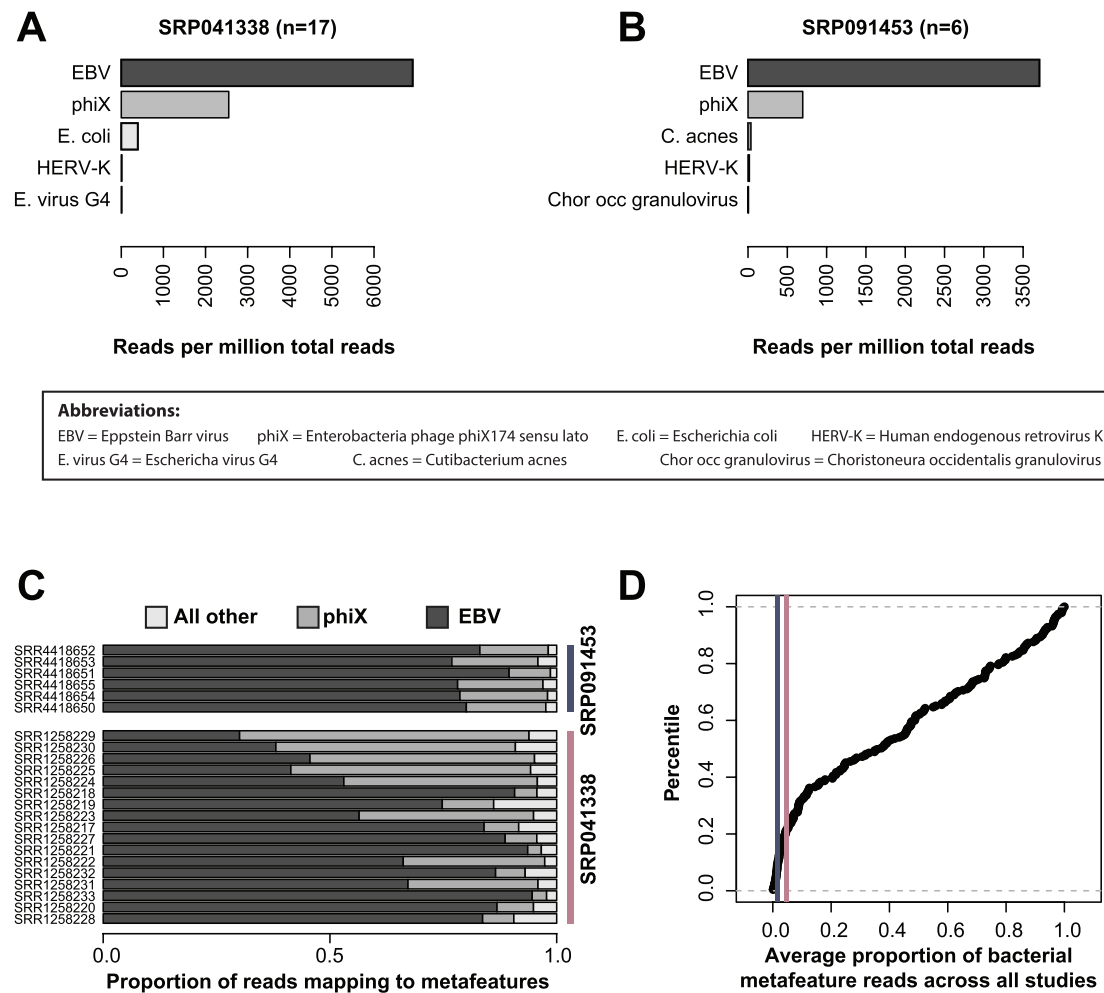 A
SRP041338 (n=17)
EBV
phiX
E. coli
HERV-K
E. virus G4
0 1000 2000 3000 4000 5000 6000
Reads per million total reads
B
SRP091453 (n=6)
EBV
phiX
C. acnes
HERV-K
Chor occ granulovirus
0 500 1000 1500 2000 2500 3000 3500
Reads per million total reads
Abbreviations:
EBV = Eppstein Barr virus phiX = Enterobacteria phage phiX174 sensu lato E. coli = Escherichia coli HERV-K = Human endogenous retrovirus K
E. virus G4 = Eschericha virus G4 C. acnes = Cutibacterium acnes Chor occ granulovirus = Choristoneura occidentalis granulovirus
C
All other phiX EBV
SRR4418652
SRR4418653
SRR4418651
SRR4418655
SRR4418654
SRR4418650
SRP091453
SRR1258229
SRR1258230
SRR1258226
SRR1258225
SRR1258224
SRR1258218
SRR1258219
SRR1258223
SRR1258217
SRR1258227
SRR1258221
SRR1258222
SRR1258232
SRR1258231
SRR1258233
SRR1258220
SRR1258228
SRP041338
0.0 0.5 1.0
Proportion of reads mapping to metafeatures
D
Percentile
0.0 0.2 0.4 0.6 0.8 1.0
0.0 0.2 0.4 0.6 0.8 1.0
Average proportion of bacterial
metafeature reads across all studies